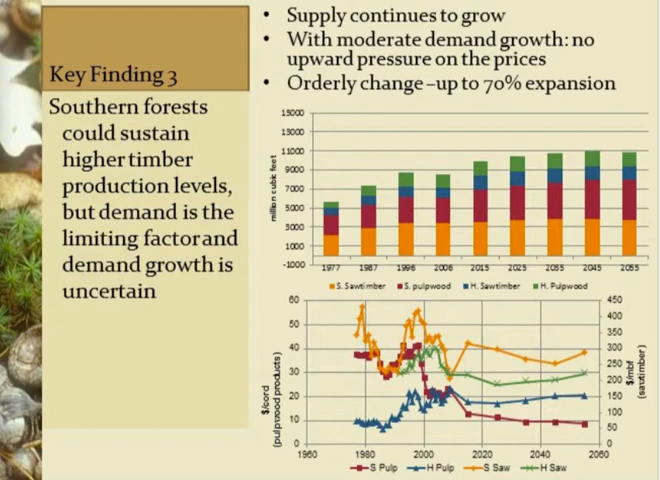 Key Finding 3
Southern forests
could sustain
higher timber
production levels,
but demand is the
limiting factor and
demand growth is
uncertain
• Supply continues to grow
• With moderate demand growth: no
upward pressure on the prices
• Orderly change –up to 70% expansion
million cubic feet
15000
13000
11000
9000
7000
5000
3000
1000
-1000
1977 1987 1996 2006 2015 2025 2035 2045 2055
S. Sawtimber S. pulpwood H. Sawtimber H. Pulpwood
$/cord
(pulpwood products)
60
50
40
30
20
10
0
450
400
350
300
250
200
150
100
50
0
$/mbf
(sawtimber)
1960 1980 2000 2020 2040 2060
S Pulp H Pulp S Saw H Saw